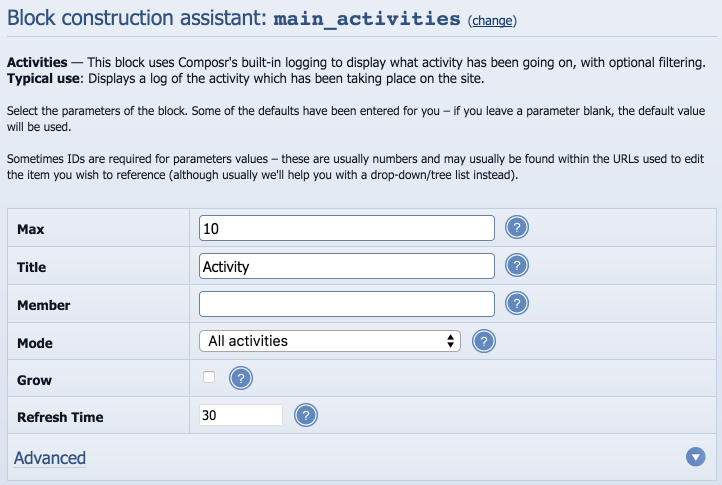 Block construction assistant: main_activities (change)
Activities — This block uses Composr's built-in logging to display what activity has been going on, with optional filtering.
Typical use: Displays a log of the activity which has been taking place on the site.
Select the parameters of the block. Some of the defaults have been entered for you – if you leave a parameter blank, the default value
will be used.
Sometimes IDs are required for parameters values – these are usually numbers and may usually be found within the URLs used to edit
the item you wish to reference (although usually we'll help you with a drop-down/tree list instead).
Max 10 ?
Title Activity ?
Member ?
Mode All activities ?
Grow ?
Refresh Time 30 ?
Advanced